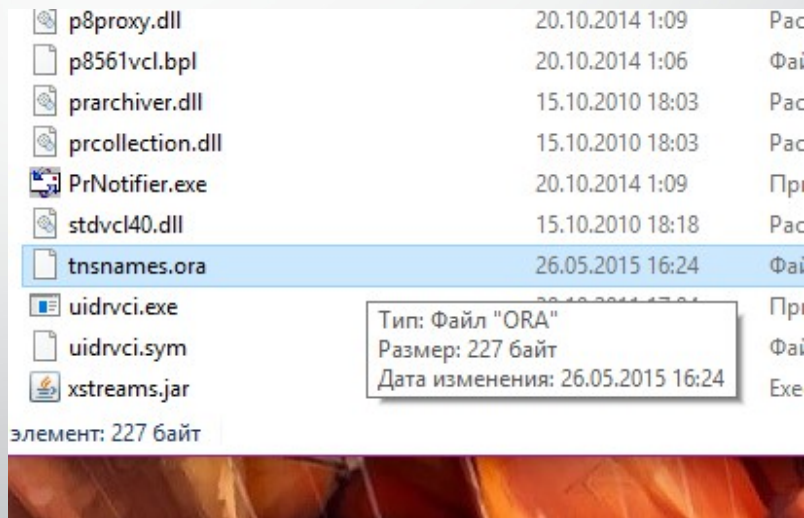 p8proxy.dll 20.10.2014 1:09 Рас
p8561vcl.bpl 20.10.2014 1:06 Фай
prarchiver.dll 15.10.2010 18:03 Рас
prcollection.dll 15.10.2010 18:03 Рас
PrNotifier.exe 20.10.2014 1:09 При
stdvcl40.dll 15.10.2010 18:18 Рас
tnsnames.ora 26.05.2015 16:24 Фай
uidrvci.exe При
Тип: Файл "ORA"
uidrvci.sym Фай
Размер: 227 байт
Дата изменения: 26.05.2015 16:24
xstreams.jar Exe
элемент: 227 байт